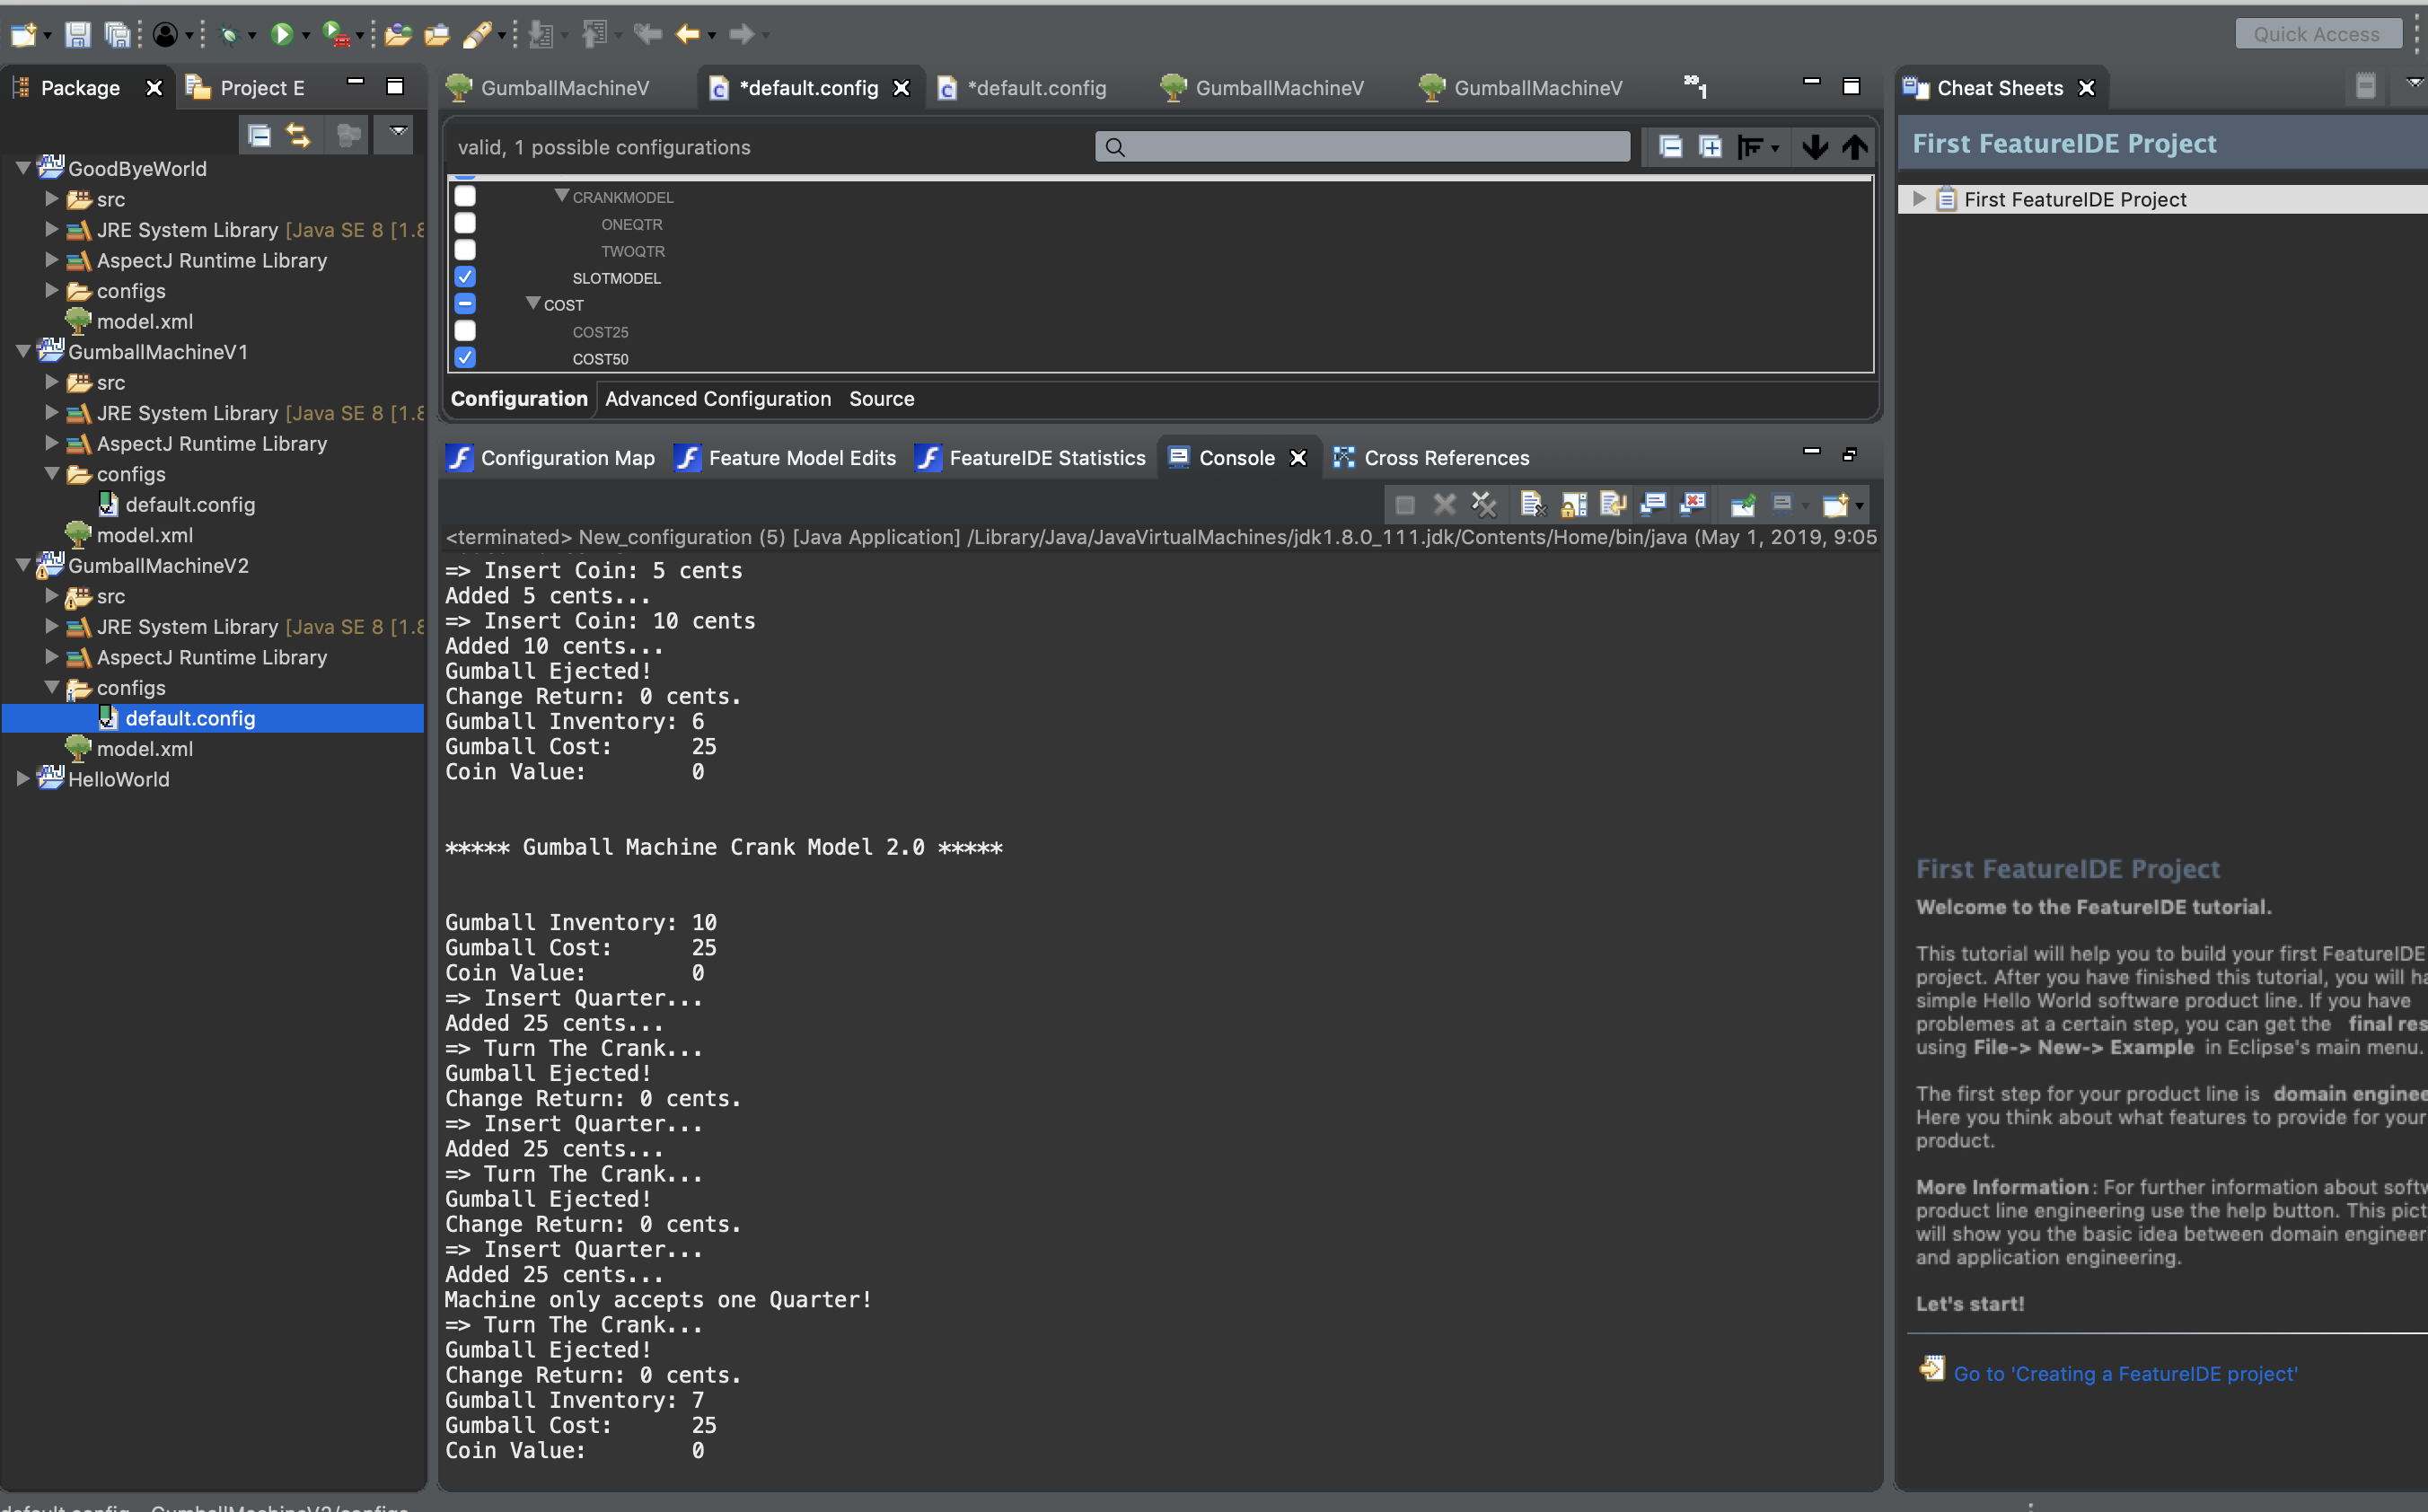 Quick Access
Package
Project E
GoodByeWorld
src
JRE System Library [Java SE 8 [1.8
AspectJ Runtime Library
configs
model.xml
GumballMachineV1
src
JRE System Library [Java SE 8 [1.8
AspectJ Runtime Library
configs
default.config
model.xml
GumballMachineV2
src
JRE System Library [Java SE 8 [1.8
AspectJ Runtime Library
configs
default.config
model.xml
HelloWorld
GumballMachineV
*default.config
*default.config
GumballMachineV
GumballMachineV
1
valid, 1 possible configurations
CRANKMODEL
ONEQTR
TWOQTR
SLOTMODEL
COST
COST25
COST50
Configuration Advanced Configuration Source
Configuration Map Feature Model Edits FeatureIDE Statistics Console Cross References
<terminated> New_configuration (5) [Java Application] /Library/Java/JavaVirtualMachines/jdk1.8.0_111.jdk/Contents/Home/bin/java (May 1, 2019, 9:05
=> Insert Coin: 5 cents
Added 5 cents...
=> Insert Coin: 10 cents
Added 10 cents...
Gumball Ejected!
Change Return: 0 cents.
Gumball Inventory: 6
Gumball Cost: 25
Coin Value: 0
***** Gumball Machine Crank Model 2.0 *****
Gumball Inventory: 10
Gumball Cost: 25
Coin Value: 0
=> Insert Quarter...
Added 25 cents...
=> Turn The Crank...
Gumball Ejected!
Change Return: 0 cents.
=> Insert Quarter...
Added 25 cents...
=> Turn The Crank...
Gumball Ejected!
Change Return: 0 cents.
=> Insert Quarter...
Added 25 cents...
Machine only accepts one Quarter!
=> Turn The Crank...
Gumball Ejected!
Change Return: 0 cents.
Gumball Inventory: 7
Gumball Cost: 25
Coin Value: 0
Cheat Sheets
First FeatureIDE Project
First FeatureIDE Project
First FeatureIDE Project
Welcome to the FeatureIDE tutorial.
This tutorial will help you to build your first FeatureIDE
project. After you have finished this tutorial, you will ha
simple Hello World software product line. If you have
problemes at a certain step, you can get the final res
using File-> New-> Example in Eclipse's main menu.
The first step for your product line is domain enginee
Here you think about what features to provide for your
product.
More Information: For further information about softw
product line engineering use the help button. This pict
will show you the basic idea between domain engineer
and application engineering.
Let's start!
Go to 'Creating a FeatureIDE project'